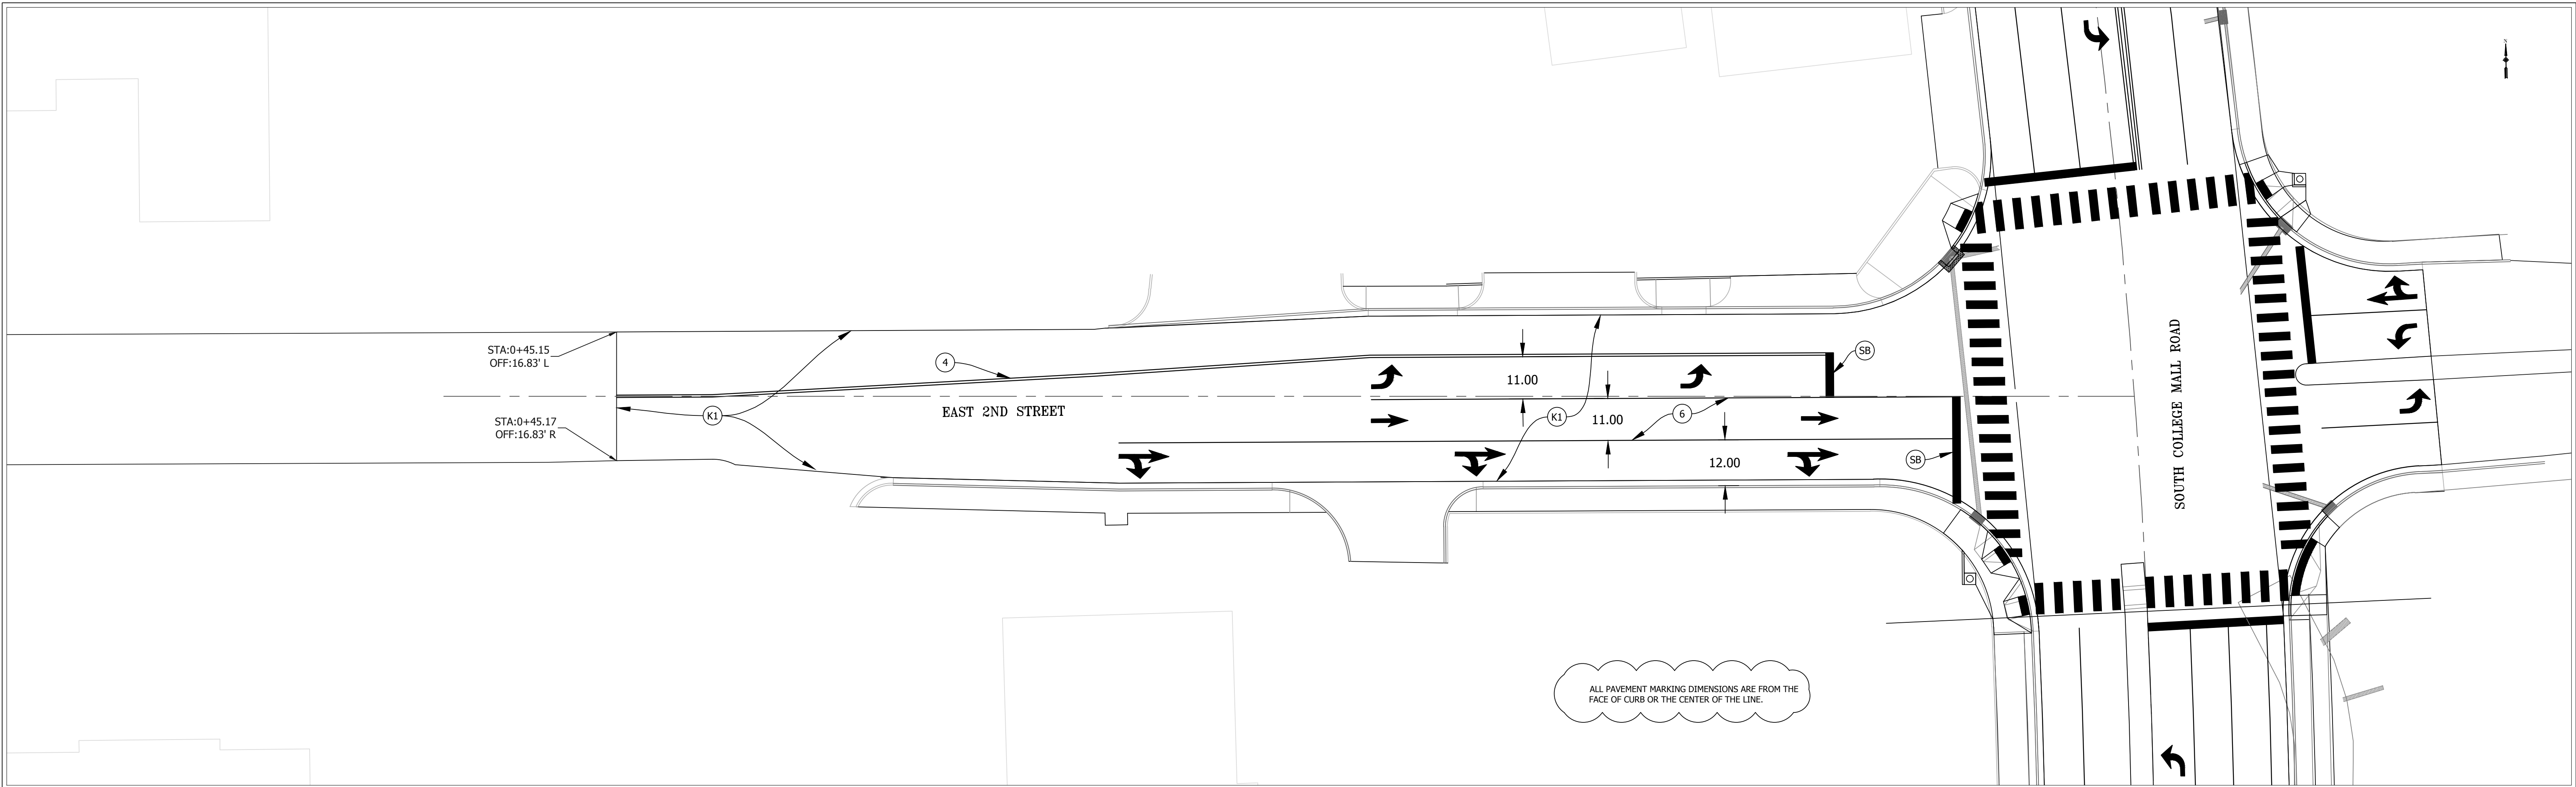 N
STA:0+45.15
OFF:16.83' L
4
SB
11.00
EAST 2ND STREET
K1
STA:0+45.17
OFF:16.83' R
K1
11.00
6
12.00
SB
SOUTH COLLEGE MALL ROAD
ALL PAVEMENT MARKING DIMENSIONS ARE FROM THE
FACE OF CURB OR THE CENTER OF THE LINE.